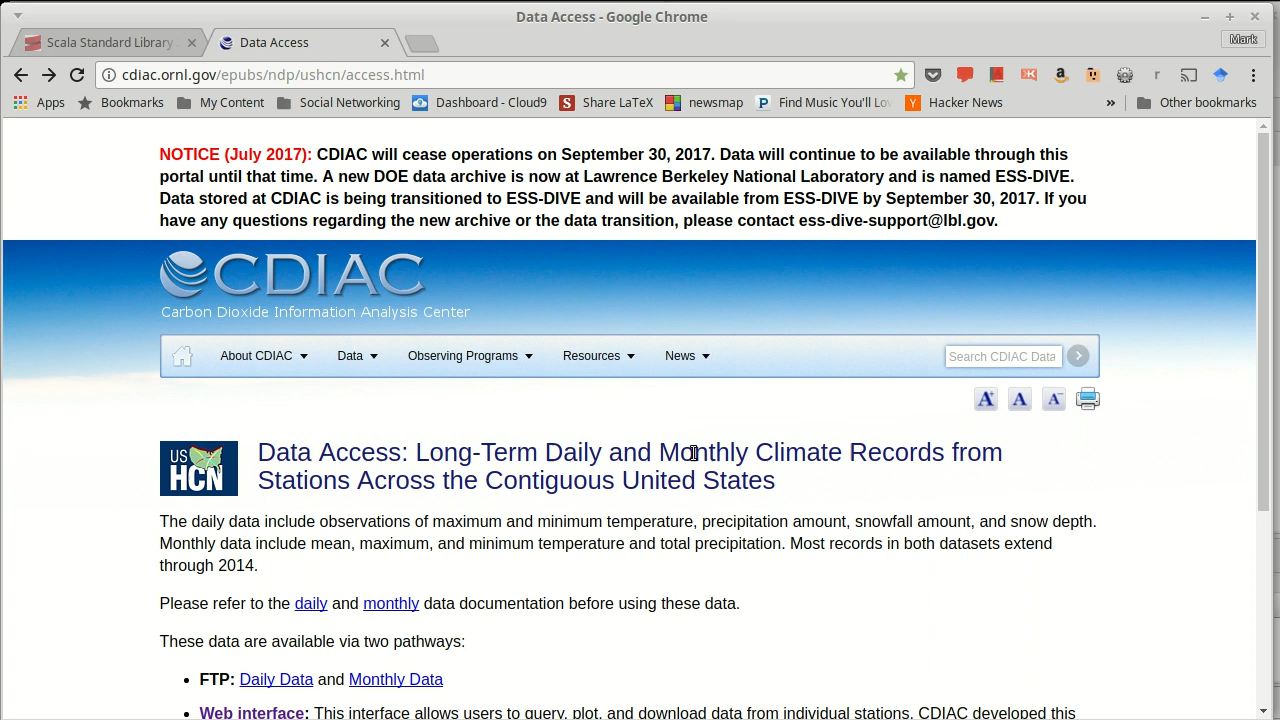 Data Access - Google Chrome
Scala Standard Library
Data Access
Mark
cdiac.ornl.gov/epubs/ndp/ushcn/access.html
Apps Bookmarks My Content Social Networking Dashboard - Cloud9 Share LaTeX newsmap Find Music You'll Lov Hacker News » Other bookmarks
NOTICE (July 2017): CDIAC will cease operations on September 30, 2017. Data will continue to be available through this
portal until that time. A new DOE data archive is now at Lawrence Berkeley National Laboratory and is named ESS-DIVE.
Data stored at CDIAC is being transitioned to ESS-DIVE and will be available from ESS-DIVE by September 30, 2017. If you
have any questions regarding the new archive or the data transition, please contact ess-dive-support@lbl.gov.
CDIAC
Carbon Dioxide Information Analysis Center
About CDIAC Data Observing Programs Resources News Search CDIAC Data
A+ A A-
US
HCN
Data Access: Long-Term Daily and Monthly Climate Records from
Stations Across the Contiguous United States
The daily data include observations of maximum and minimum temperature, precipitation amount, snowfall amount, and snow depth.
Monthly data include mean, maximum, and minimum temperature and total precipitation. Most records in both datasets extend
through 2014.
Please refer to the daily and monthly data documentation before using these data.
These data are available via two pathways:
• FTP: Daily Data and Monthly Data
• Web interface: This interface allows users to query, plot, and download data from individual stations. CDIAC developed this